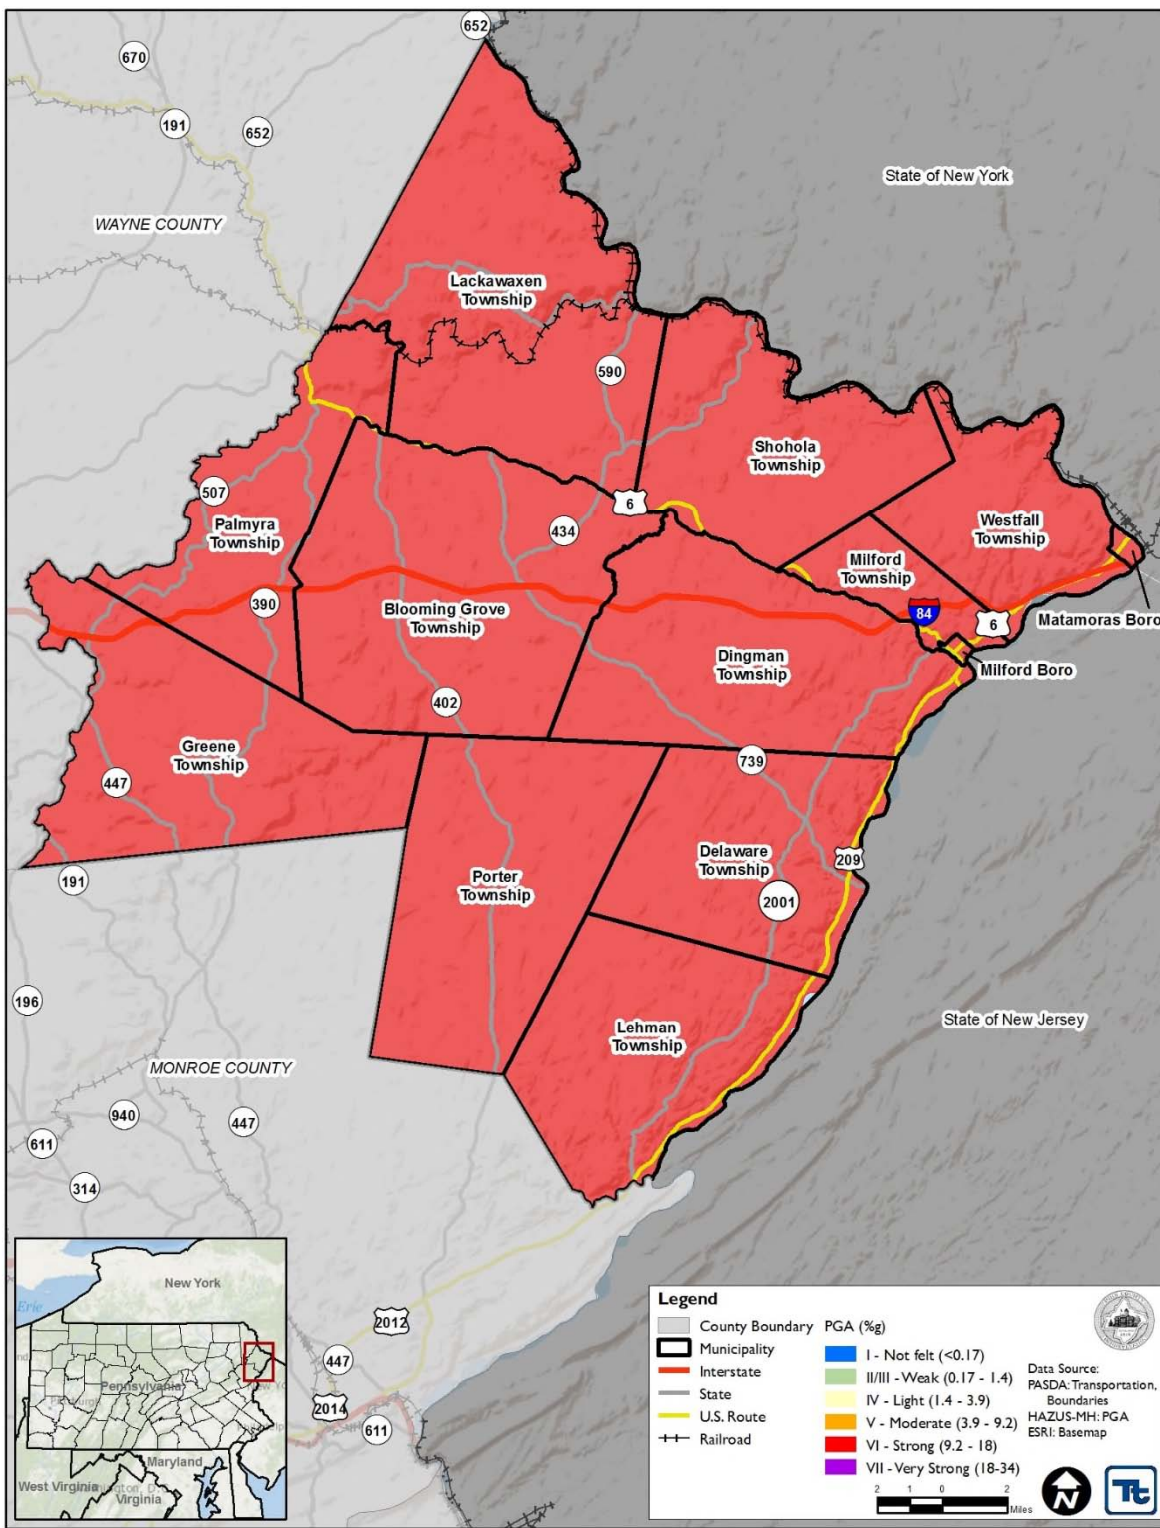 652
670
191
652
State of New York
WAYNE COUNTY
Lackawaxen
Township
590
Shohola
Township
507
6
Palmyra
Township
434
Westfall
Township
Milford
Township
390
Blooming Grove
Township
84
6
Matamoras Boro
Dingman
Township
Milford Boro
402
Greene
Township
739
447
Delaware
Township
209
191
Porter
Township
2001
196
State of New Jersey
Lehman
Township
MONROE COUNTY
940
447
611
314
New York
Erie
Pennsylvania
Maryland
West Virginia
Virginia
2012
447
2014
611
Legend
County Boundary
Municipality
Interstate
State
U.S. Route
Railroad
PGA (%g)
I - Not felt (<0.17)
II/III - Weak (0.17 - 1.4)
IV - Light (1.4 - 3.9)
V - Moderate (3.9 - 9.2)
VI - Strong (9.2 - 18)
VII - Very Strong (18-34)
Data Source:
PASDA: Transportation,
Boundaries
HAZUS-MH: PGA
ESRI: Basemap
2 1 0 2
Miles
N
Tt